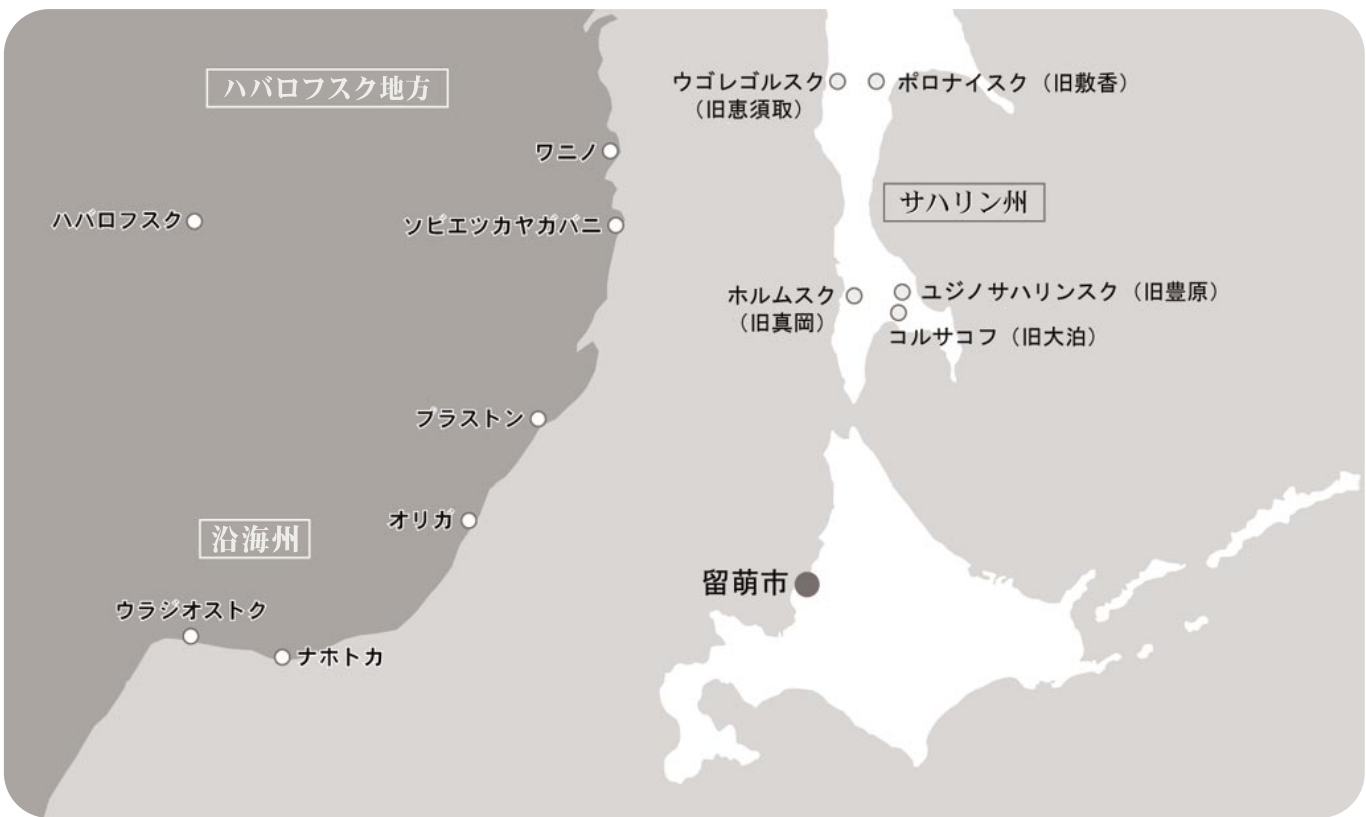 ハバロフスク地方
ウゴレゴルスク
（旧恵須取）
ポロナイスク（旧敷香）
ワニノ
サハリン州
ハバロフスク
ソビエツカヤガバニ
ホルムスク
（旧真岡）
ユジノサハリンスク（旧豊原）
コルサコフ（旧大泊）
プラストン
オリガ
沿海州
留萌市
ウラジオストク
ナホトカ